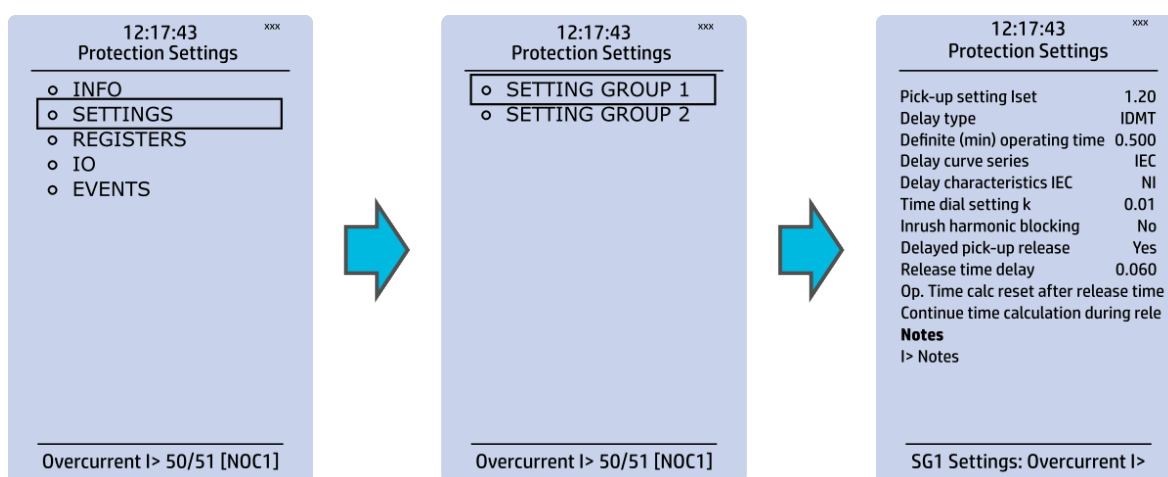 12:17:43 xxx
Protection Settings
INFO
SETTINGS
REGISTERS
IO
EVENTS
Overcurrent I> 50/51 [NOC1]
12:17:43 xxx
Protection Settings
SETTING GROUP 1
SETTING GROUP 2
Overcurrent I> 50/51 [NOC1]
12:17:43 xxx
Protection Settings
Pick-up setting Iset 1.20
Delay type IDMT
Definite (min) operating time 0.500
Delay curve series IEC
Delay characteristics IEC NI
Time dial setting k 0.01
Inrush harmonic blocking No
Delayed pick-up release Yes
Release time delay 0.060
Op. Time calc reset after release time
Continue time calculation during rele
Notes
I> Notes
SG1 Settings: Overcurrent I>